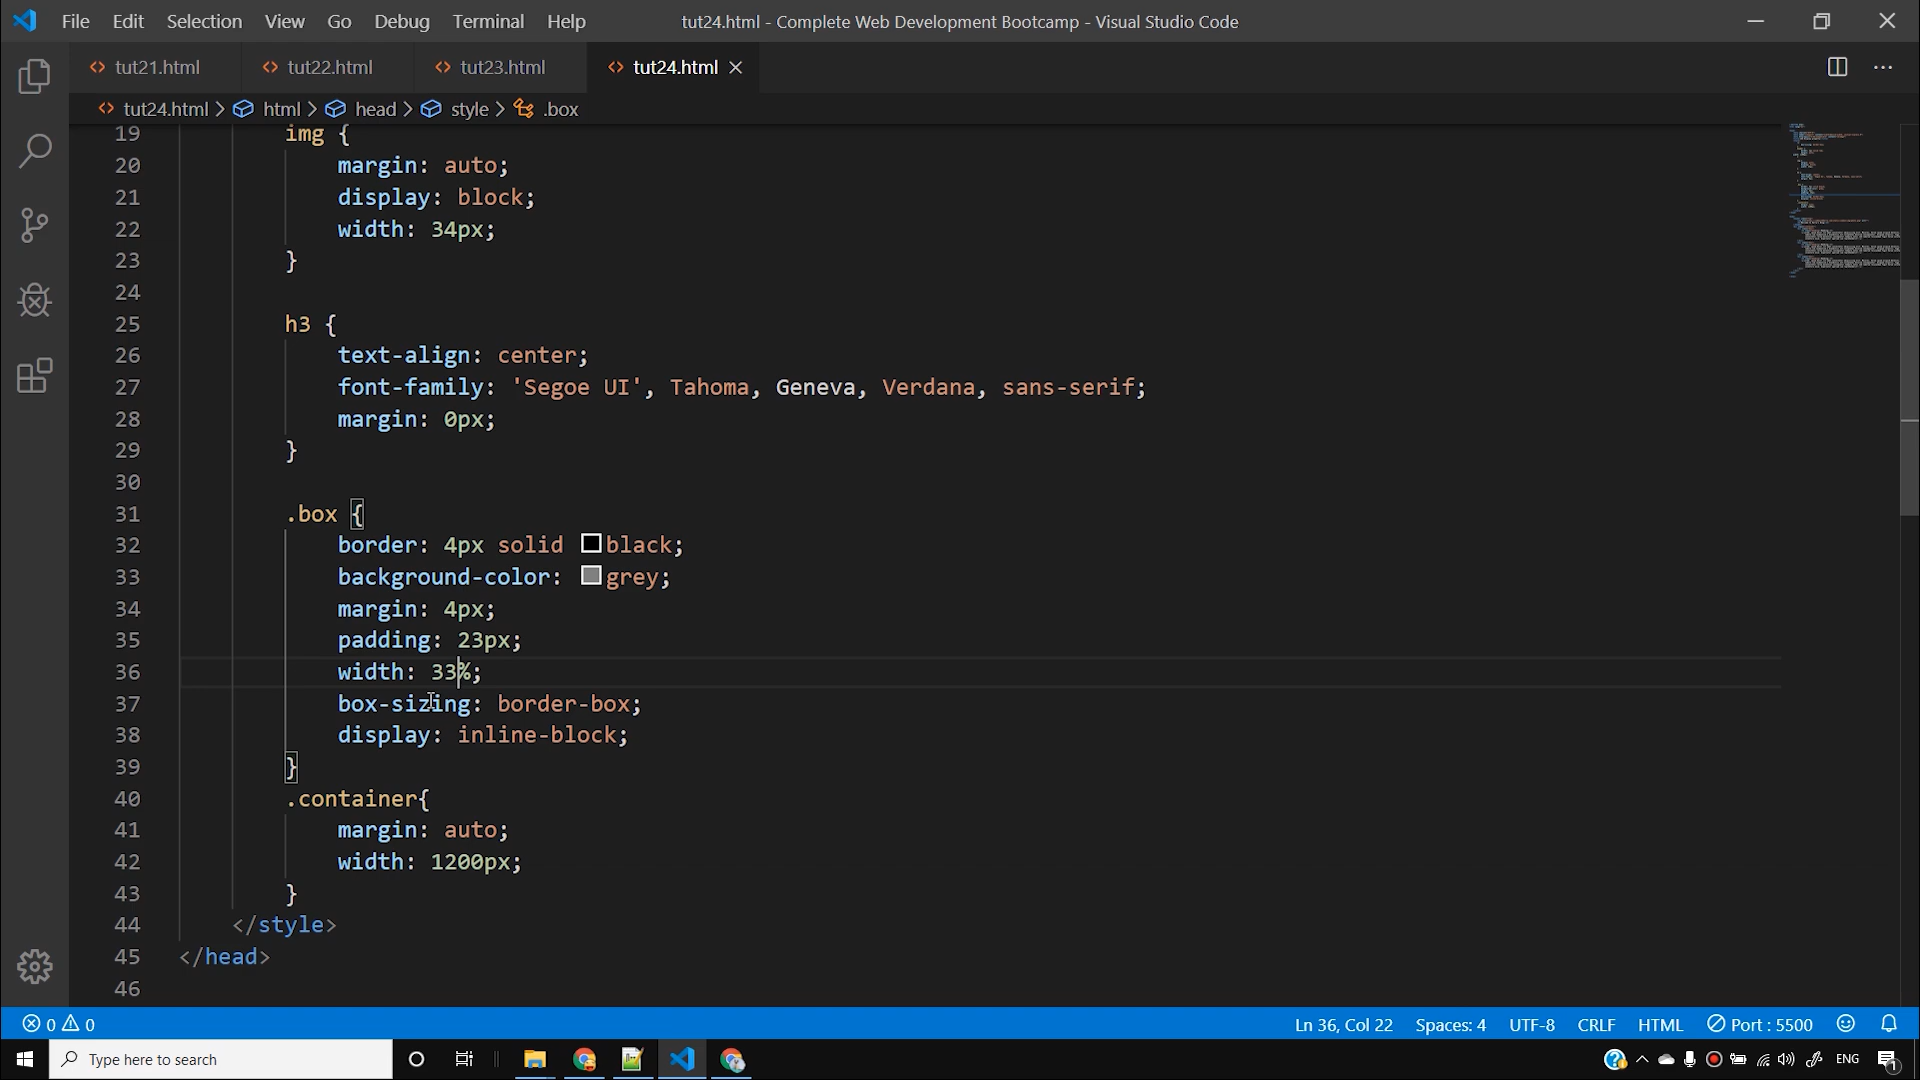 File Edit Selection View Go Debug Terminal Help tut24.html - Complete Web Development Bootcamp - Visual Studio Code
tut21.html tut22.html tut23.html tut24.html
tut24.html > html > head > style > .box
19 img {
20 margin: auto;
21 display: block;
22 width: 34px;
23 }
24
25 h3 {
26 text-align: center;
27 font-family: 'Segoe UI', Tahoma, Geneva, Verdana, sans-serif;
28 margin: 0px;
29 }
30
31 .box {
32 border: 4px solid black;
33 background-color: grey;
34 margin: 4px;
35 padding: 23px;
36 width: 33%;
37 box-sizing: border-box;
38 display: inline-block;
39 }
40 .container{
41 margin: auto;
42 width: 1200px;
43 }
44 </style>
45 </head>
46
0 0 Ln 36, Col 22 Spaces: 4 UTF-8 CRLF HTML Port : 5500
Type here to search ENG 1